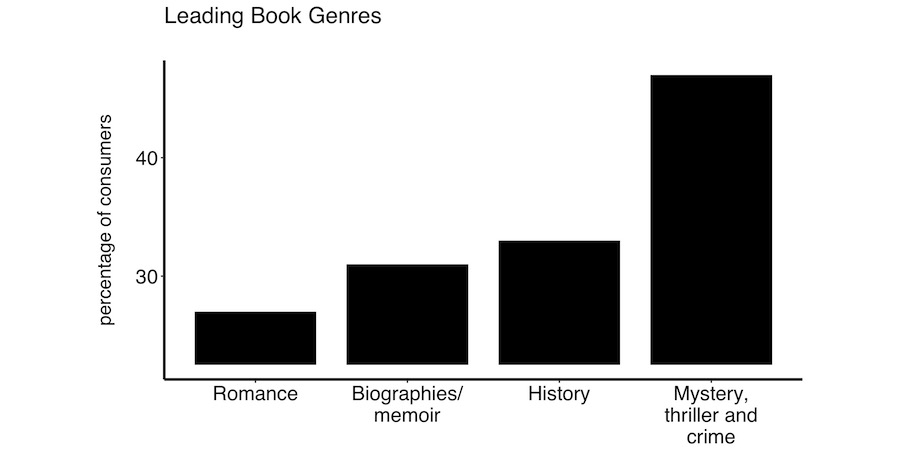 Leading Book Genres
percentage of consumers
40
30
Romance
Biographies/
memoir
History
Mystery,
thriller and
crime